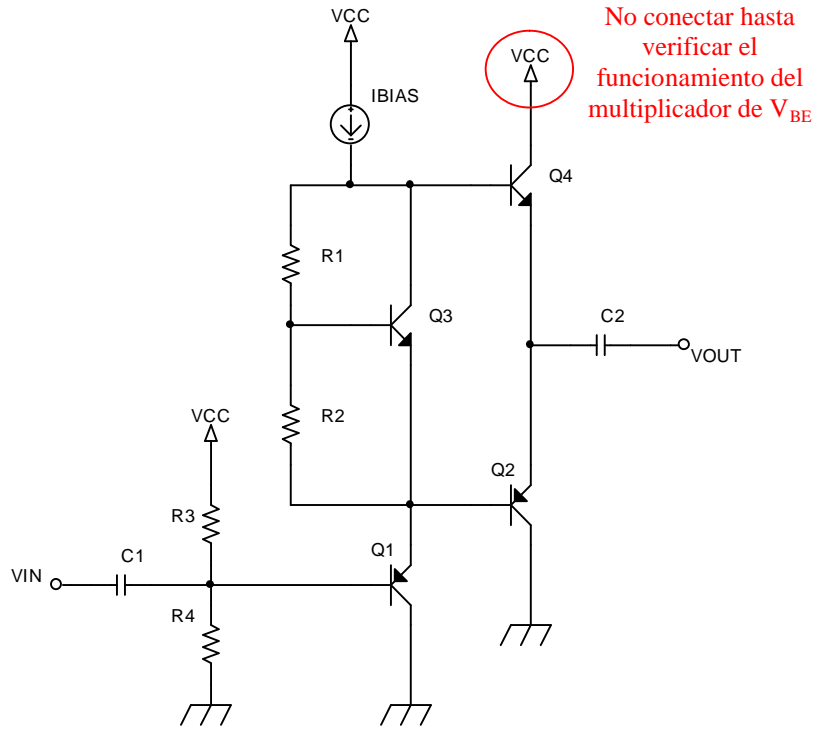 No conectar hasta
verificar el
funcionamiento del
multiplicador de VBE
VCC
VCC
IBIAS
Q4
R1
Q3
C2
VOUT
R2
VCC
Q2
R3
Q1
C1
VIN
R4